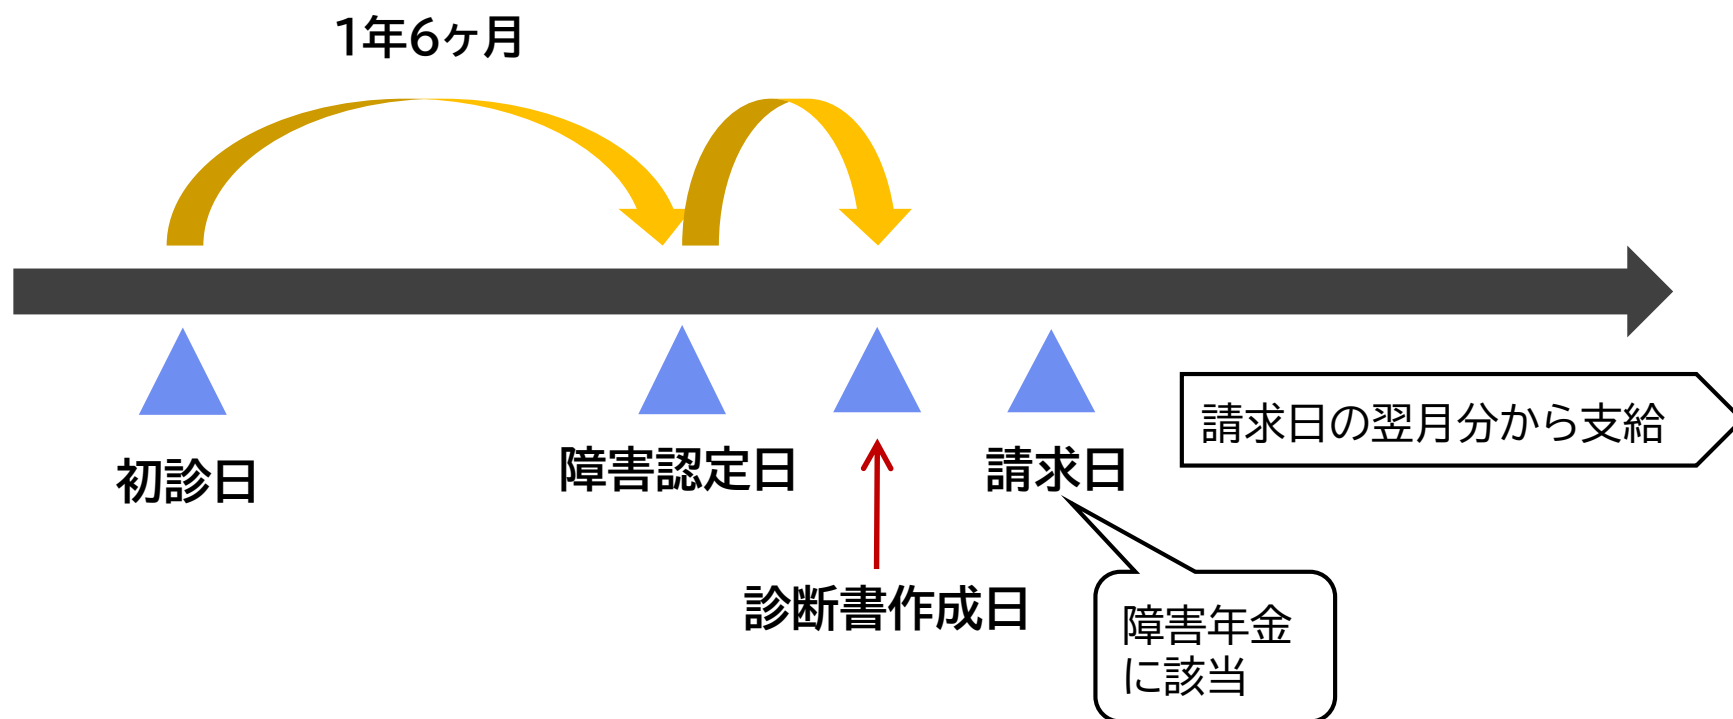 1年6ヶ月
初診日
障害認定日
請求日
請求日の翌月分から支給
診断書作成日
障害年金
に該当